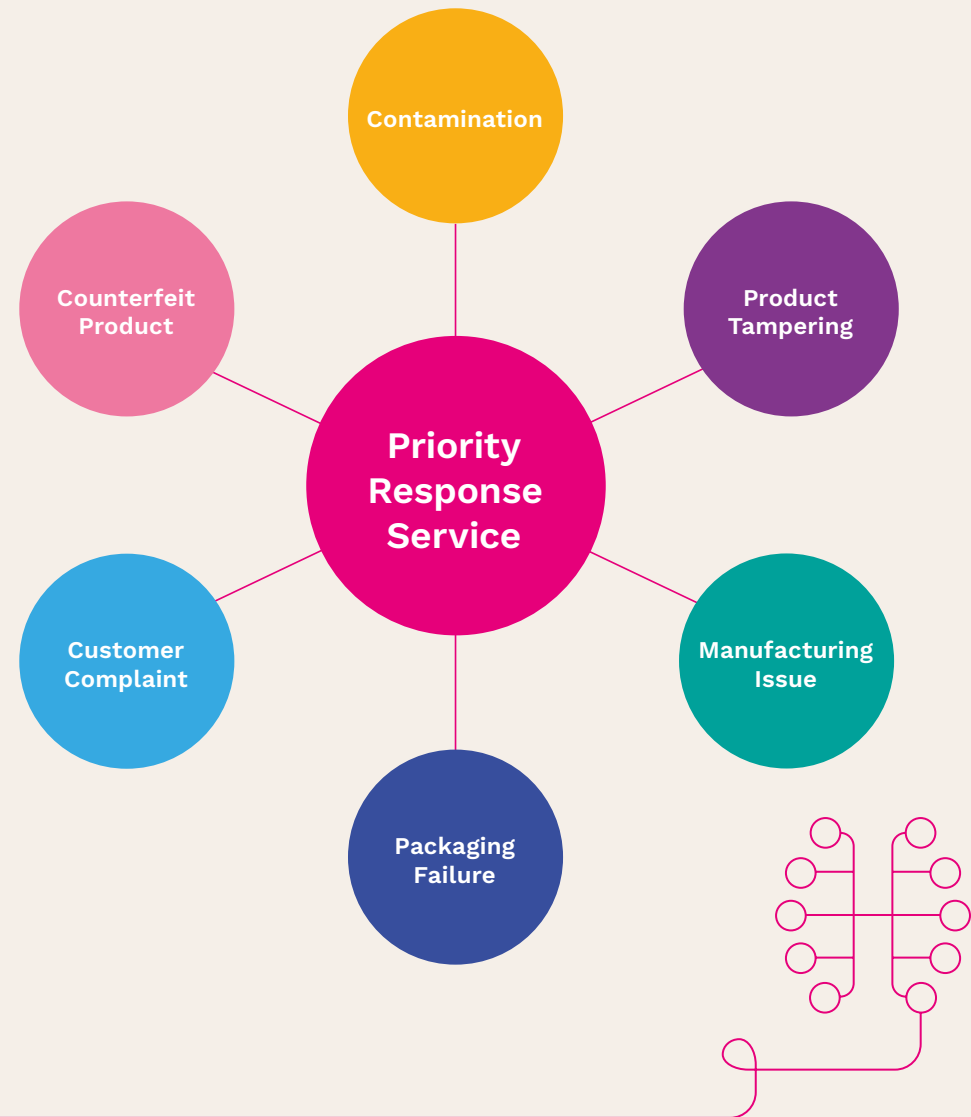 Contamination
Counterfeit
Product
Product
Tampering
Priority
Response
Service
Customer
Complaint
Manufacturing
Issue
Packaging
Failure